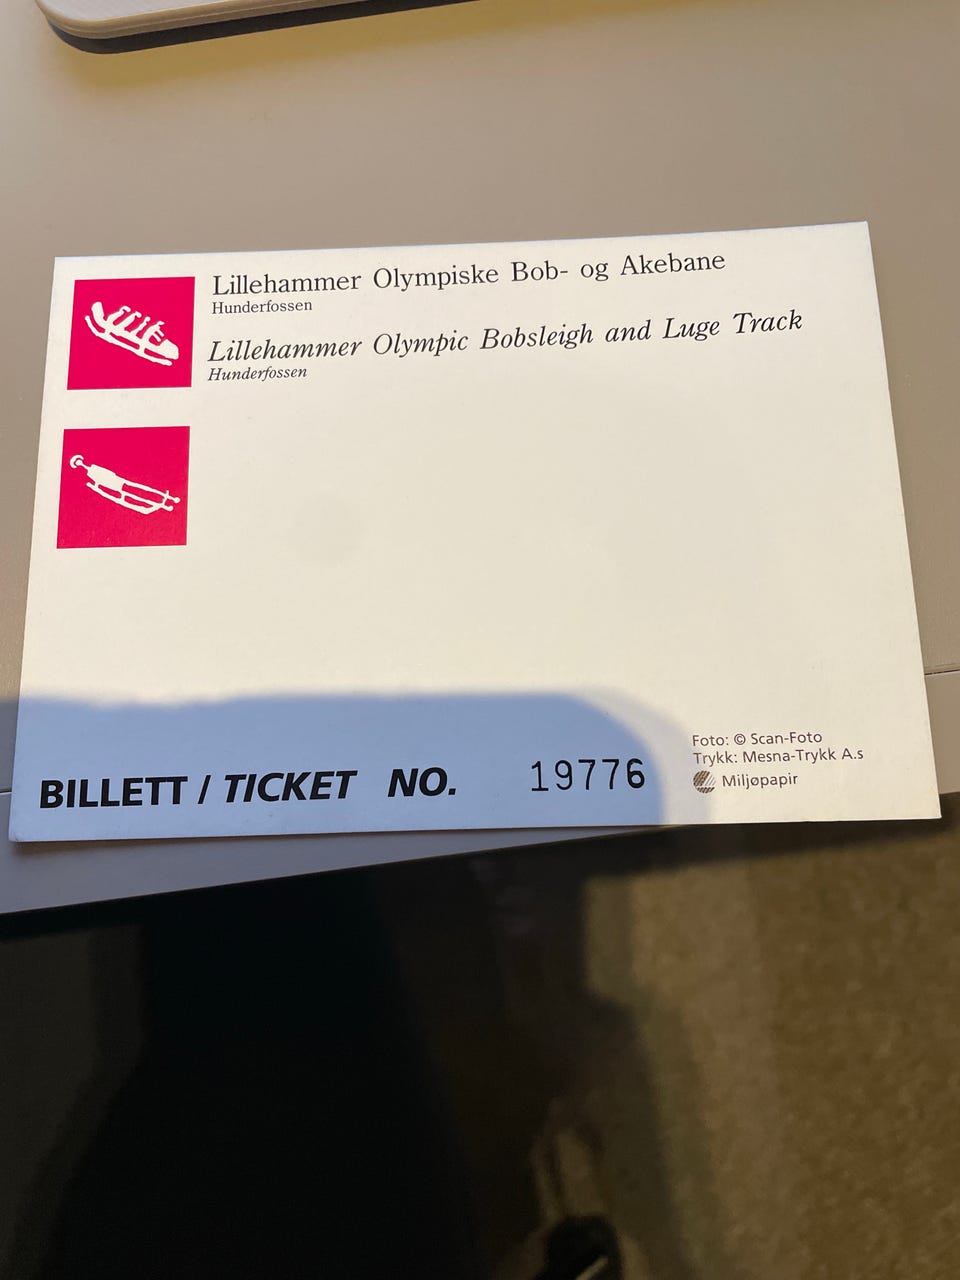 Lillehammer Olympiske Bob- og Akebane
Hunderfossen
Lillehammer Olympic Bobsleigh and Luge Track
Hunderfossen
BILLETT / TICKET NO. 19776
Foto: © Scan-Foto
Trykk: Mesna-Trykk A.s
Miljøpapir